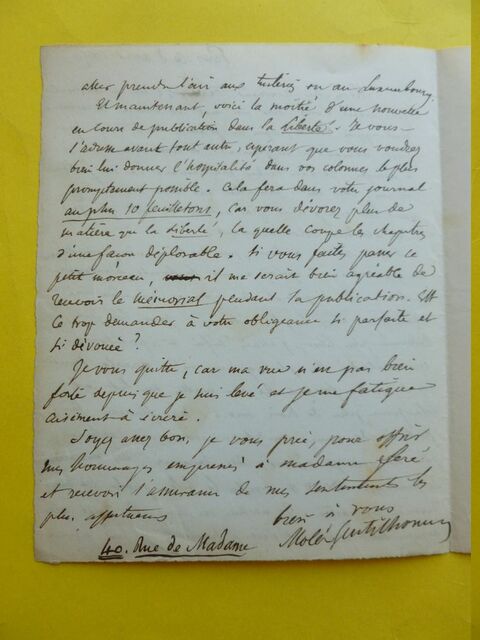 aller prendre l'air aux tuileries ou au Luxembourg.
Et maintenant, voici la moitié d'une nouvelle
en cours de publication dans la Liberté. Je vous
l'adresse avant tout autre, espérant que vous voudrez
bien lui donner l'hospitalité dans vos colonnes le plus
promptement possible. Cela fera dans votre journal
au plus 10 feuilletons, car vous dévorez plus de
matière que la Liberté, la quelle coupe les chapitres
d'une façon déplorable. Si vous faites passer ce
petit morceau, il me serait bien agréable de
recevoir le Mémorial pendant la publication. Est
ce trop demander à votre obligeance si parfaite et
si dévouée?
Je vous quitte, car ma vue n'en pas bien
forte depuis que je suis levé et je me fatigue
aisément à écrire.
Soyez assez bon, je vous prie, pour offrir
mes hommages empressés à madame
et recevoir l'assurance de mes sentiments les
plus affectueux
bien à vous
Molé Gentilhomme
40. Rue de Madame